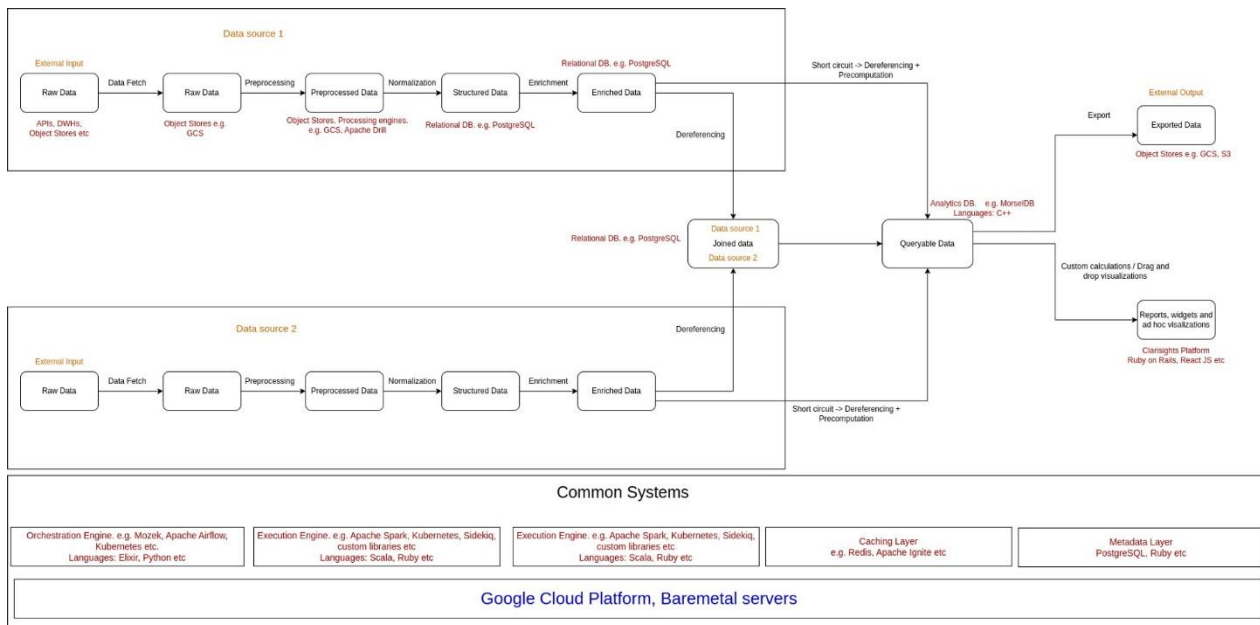 Data source 1
External Input
Raw Data
APIs, DWHs,
Object Stores etc
Data Fetch
Raw Data
Object Stores e.g.
GCS
Preprocessing
Preprocessed Data
Object Stores, Processing engines,
e.g. GCS, Apache Drill
Normalization
Structured Data
Relational DB. e.g. PostgreSQL
Enrichment
Relational DB. e.g. PostgreSQL
Enriched Data
Short circuit -> Dereferencing +
Precomputation
Dereferencing
External Output
Export
Exported Data
Object Stores e.g. GCS, S3
Relational DB. e.g. PostgreSQL
Data source 1
Joined data
Data source 2
Analytics DB. e.g. MorselDB
Languages: C++
Queryable Data
Custom calculations / Drag and
drop visualizations
Reports, widgets and
ad hoc visalizations
Clarisights Platform
Ruby on Rails, React JS etc
Data source 2
Dereferencing
External Input
Raw Data
Data Fetch
Raw Data
Preprocessing
Preprocessed Data
Normalization
Structured Data
Enrichment
Enriched Data
Short circuit -> Dereferencing +
Precomputation
Common Systems
Orchestration Engine. e.g. Mozek, Apache Airflow,
Kubernetes etc.
Languages: Elixir, Python etc
Execution Engine. e.g. Apache Spark, Kubernetes, Sidekiq,
custom libraries etc
Languages: Scala, Ruby etc
Execution Engine. e.g. Apache Spark, Kubernetes, Sidekiq,
custom libraries etc
Languages: Scala, Ruby etc
Caching Layer
e.g. Redis, Apache Ignite etc
Metadata Layer
PostgreSQL, Ruby etc
Google Cloud Platform, Baremetal servers